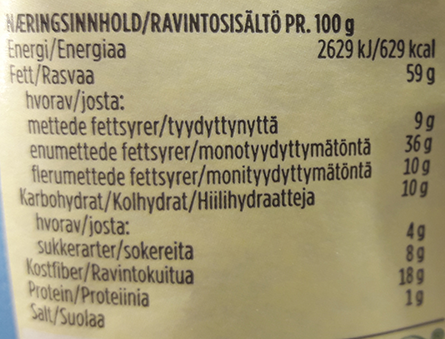 NÆRINGSINNHOLD/RAVINTOSISÄLTÖ PR. 100 g
Energi/Energiaa 2629 kJ/629 kcal
Fett/Rasvaa 59 g
hvorav/josta:
mettede fettsyrer/tyydyttynyttä 9 g
enumettede fettsyrer/monotyydyttymätöntä 36 g
flerumettede fettsyrer/monityydyttymätöntä 10 g
Karbohydrat/Kolhydrat/Hiilihydraatteja 10 g
hvorav/josta:
sukkerarter/sokereita 4 g
Kostfiber/Ravintokuitua 8 g
Protein/Proteiinia 18 g
Salt/Suolaa 1 g